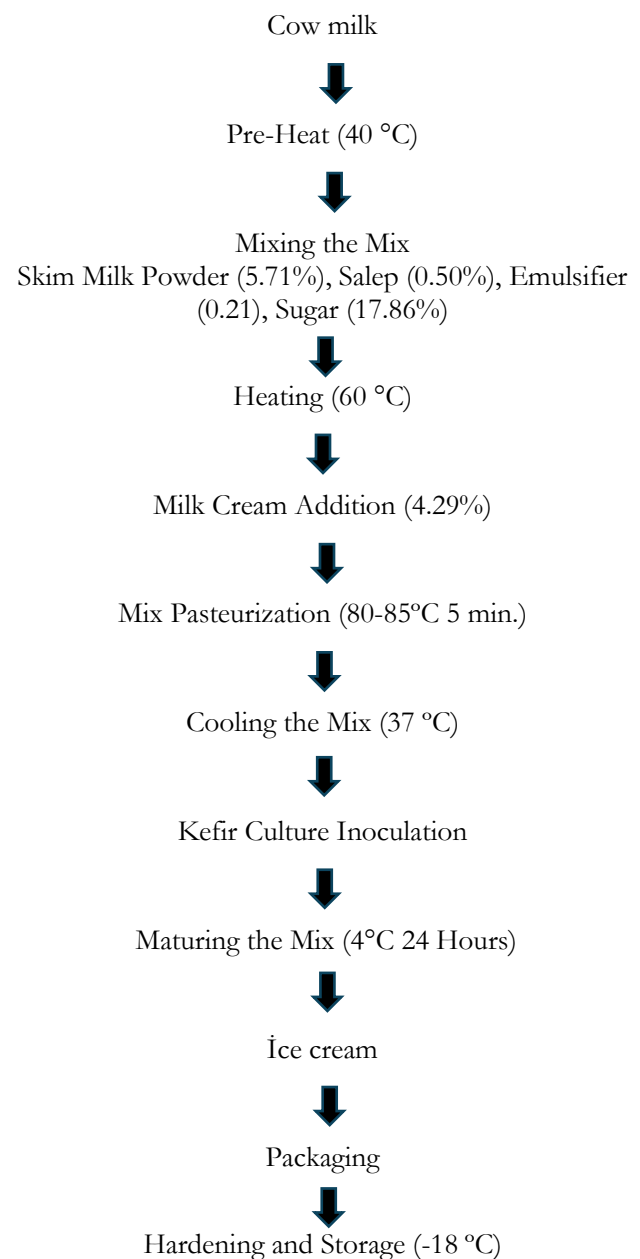 Cow milk
Pre-Heat (40 °C)
Mixing the Mix
Skim Milk Powder (5.71%), Salep (0.50%), Emulsifier
(0.21), Sugar (17.86%)
Heating (60 °C)
Milk Cream Addition (4.29%)
Mix Pasteurization (80-85ºC 5 min.)
Cooling the Mix (37 ºC)
Kefir Culture Inoculation
Maturing the Mix (4°C 24 Hours)
İce cream
Packaging
Hardening and Storage (-18 ºC)